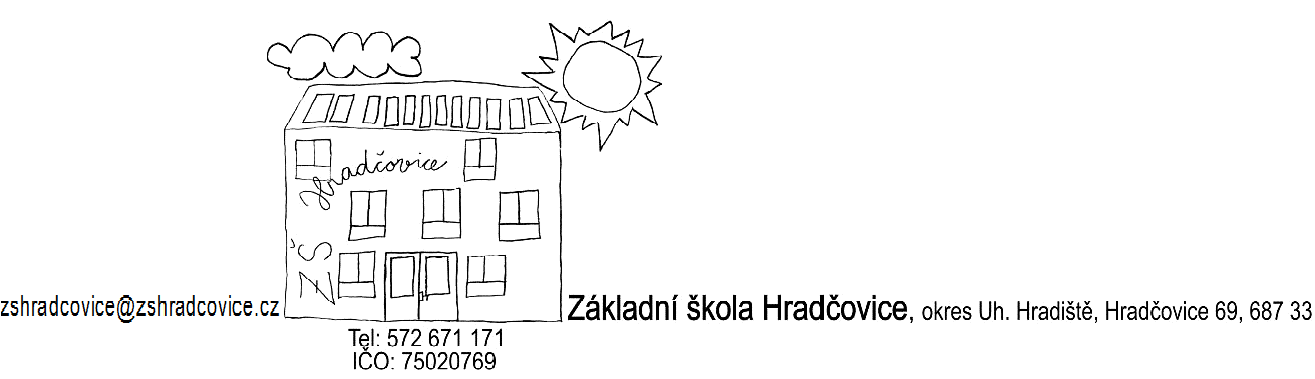 Hradčovice
ZŠ
zshradcovice@zshradcovice.cz
Základní škola Hradčovice, okres Uh. Hradiště, Hradčovice 69, 687 33
Tel: 572 671 171
IČO: 75020769